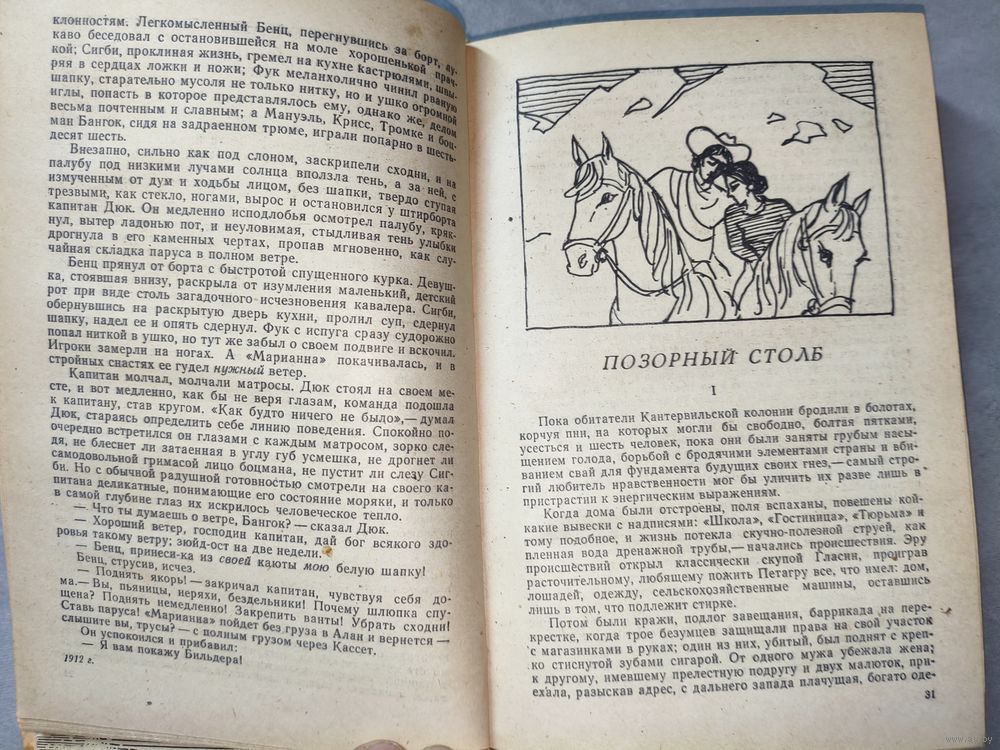 клонностям. Легкомысленный Бенц, перегнувшись за борт, лу-
каво беседовал с остановившейся на моле хорошенькой прач-
кой; Сигби, проклиная жизнь, гремел на кухне кастрюлями, швы-
ряя в сердцах ложки и ножи; Фук меланхолично чинил рваную
шапку, старательно мусоля не только нитку, но и ушко огромной
иглы, попасть в которое представлялось ему, однако же, делом
весьма почтенным и славным; а Мануэль, Крисс, Тромке и боц-
ман Бангок, сидя на задраенном трюме, играли попарно в шесть-
десят шесть.
Внезапно, сильно как под слоном, заскрипели сходни, и на
палубу под низкими лучами солнца вползла тень, а за ней, с
измученным от дум и ходьбы лицом, без шапки, твердо ступая
трезвыми, как стекло, ногами, вырос и остановился у штирборта
капитан Дюк. Он медленно исподлобья осмотрел палубу, кряк-
нул, вытер ладонью пот, и неуловимая, стыдливая тень улыбки
дрогнула в его каменных чертах, пропав мгновенно, как слу-
чайная складка паруса в полном ветре.
Бенц прянул от борта с быстротой спущенного курка. Девуш-
ка, стоявшая внизу, раскрыла от изумления маленький, детский
рот при виде столь загадочного исчезновения кавалера. Сигби,
обернувшись на раскрытую дверь кухни, пролил суп, сдернул
шапку, надел ее и опять сдернул. Фук с испуга сразу судорожно
попал ниткой в ушко, но тут же забыл о своем подвиге и вскочил.
Игроки замерли на ногах. А «Марианна» покачивалась, и в
стройных снастях ее гудел нужный ветер.
Капитан молчал, молчали матросы. Дюк стоял на своем ме-
сте, и вот медленно, как бы не веря глазам, команда подошла
к капитану, став кругом. «Как будто ничего не было»,— думал
Дюк, стараясь определить себе линию поведения. Спокойно по-
очередно встретился он глазами с каждым матросом, зорко сле-
дя, не блеснет ли затаенная в углу губ усмешка, не дрогнет ли
самодовольной гримасой лицо боцмана, не пустит ли слезу Сиг-
би. Но с обычной радушной готовностью смотрели на своего ка-
питана деликатные, понимающие его состояние моряки, и только
в самой глубине глаз их искрилось человеческое тепло.
— Что ты думаешь о ветре, Бангок? — сказал Дюк.
— Хороший ветер, господин капитан, дай бог всякого здо-
ровья такому ветру; зюйд-ост на две недели.
— Бенц, принеси-ка из своей каюты мою белую шапку!
Бенц, струсив, исчез.
— Поднять якорь! — закричал капитан, чувствуя себя до-
ма.— Вы, пьяницы, неряхи, бездельники! Почему шлюпка спу-
щена? Поднять немедленно! Закрепить ванты! Убрать сходни!
Ставь паруса! «Марианна» пойдет без груза в Алан и вернется —
слышите вы, трусы? — с полным грузом через Кассет.
Он успокоился и прибавил:
— Я вам покажу Бильдера!
1912 г.
ПОЗОРНЫЙ СТОЛБ
I
Пока обитатели Кантервильской колонии бродили в болотах,
корчуя пни, на которых могли бы свободно, болтая пятками,
усесться и шесть человек, пока они были заняты грубым насы-
щением голода, борьбой с бродячими элементами страны и вби-
ванием свай для фундамента будущих своих гнезд,— самый стро-
гий любитель нравственности мог бы уличить их разве лишь в
пристрастии к энергическим выражениям.
Когда дома были отстроены, поля вспаханы, повешены кой-
какие вывески с надписями: «Школа», «Гостиница», «Тюрьма» и
тому подобное, и жизнь потекла скучно-полезной струей, как
пленная вода дренажной трубы,— начались происшествия. Эру
происшествий открыл классически скупой Гласин, проиграв
расточительному, любящему пожить Петагру все, что имел: дом,
лошадей, одежду, сельскохозяйственные машины, оставшись
лишь в том, что подлежит стирке.
Потом были кражи, подлог завещания, баррикада на пере-
крестке, когда трое безумцев защищали права на свой участок
с магазинками в руках; один из них, убитый, был поднят с креп-
ко стиснутой зубами сигарой. От одного мужа убежала жена;
к другому, имевшему прелестную подругу и двух малюток, при-
ехала, разыскав адрес, с дальнего запада плачущая, богато оде-
31